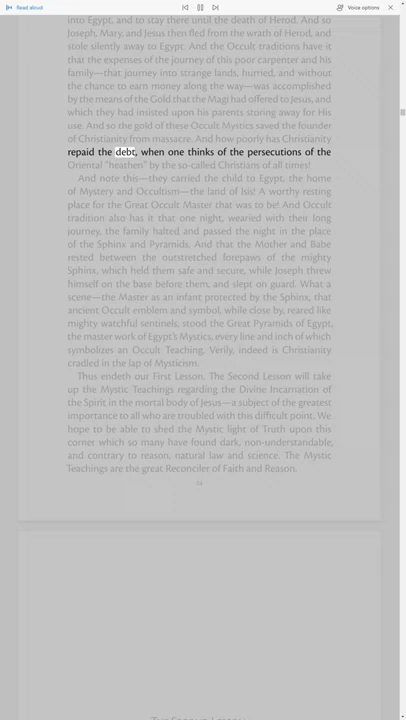 Read aloud
Voice options
into Egypt, and to stay there until the death of Herod. And so
Joseph, Mary, and Jesus then fled from the wrath of Herod, and
stole silently away to Egypt. And the Occult traditions have it
that the expenses of the journey of this poor carpenter and his
family—that journey into strange lands, hurried, and without
the chance to earn money along the way—was accomplished
by the means of the Gold that the Magi had offered to Jesus, and
which they had insisted upon his parents storing away for His
use. And so the gold of these Occult Mystics saved the founder
of Christianity from massacre. And how poorly has Christianity
repaid the debt, when one thinks of the persecutions of the
Oriental "heathen" by the so-called Christians of all times!
And note this—they carried the child to Egypt, the home
of Mystery and Occultism—the land of Isis! A worthy resting
place for the Great Occult Master that was to be! And Occult
tradition also has it that one night, wearied with their long
journey, the family halted and passed the night in the place
of the Sphinx and Pyramids. And that the Mother and Babe
rested between the outstretched forepaws of the mighty
Sphinx, which held them safe and secure, while Joseph threw
himself on the base before them, and slept on guard. What a
scene—the Master as an infant protected by the Sphinx, that
ancient Occult emblem and symbol, while close by, reared like
mighty watchful sentinels, stood the Great Pyramids of Egypt,
the master work of Egypt's Mystics, every line and inch of which
symbolizes an Occult Teaching. Verily, indeed is Christianity
cradled in the lap of Mysticism.
Thus endeth our First Lesson. The Second Lesson will take
up the Mystic Teachings regarding the Divine Incarnation of
the Spirit in the mortal body of Jesus—a subject of the greatest
importance to all who are troubled with this difficult point. We
hope to be able to shed the Mystic light of Truth upon this
corner which so many have found dark, non-understandable,
and contrary to reason, natural law and science. The Mystic
Teachings are the great Reconciler of Faith and Reason.